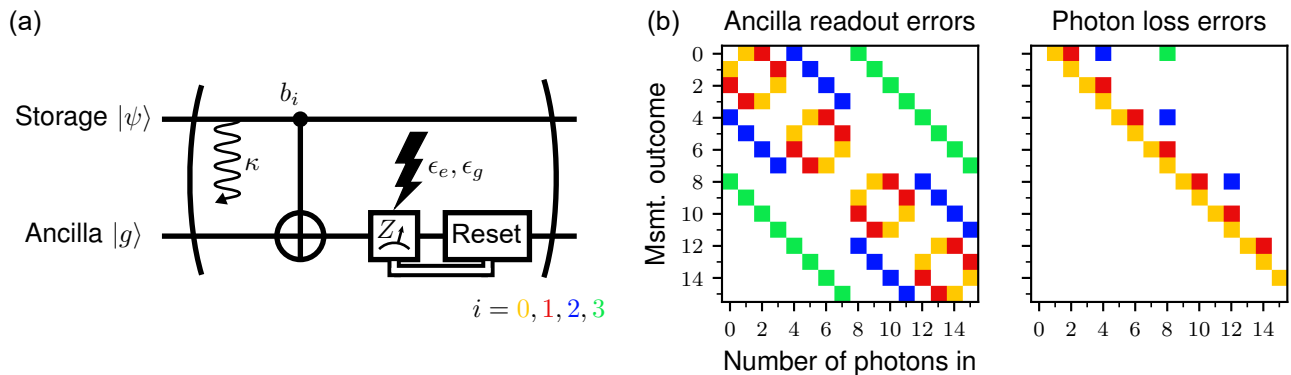 (a)
b_i
Storage |ψ⟩
κ
ϵ_e, ϵ_g
Ancilla |g⟩
Z
Reset
i = 0, 1, 2, 3
(b)
Ancilla readout errors
Photon loss errors
Msmt. outcome
0
2
4
6
8
10
12
14
0 2 4 6 8 10 12 14
0 2 4 6 8 10 12 14
Number of photons in